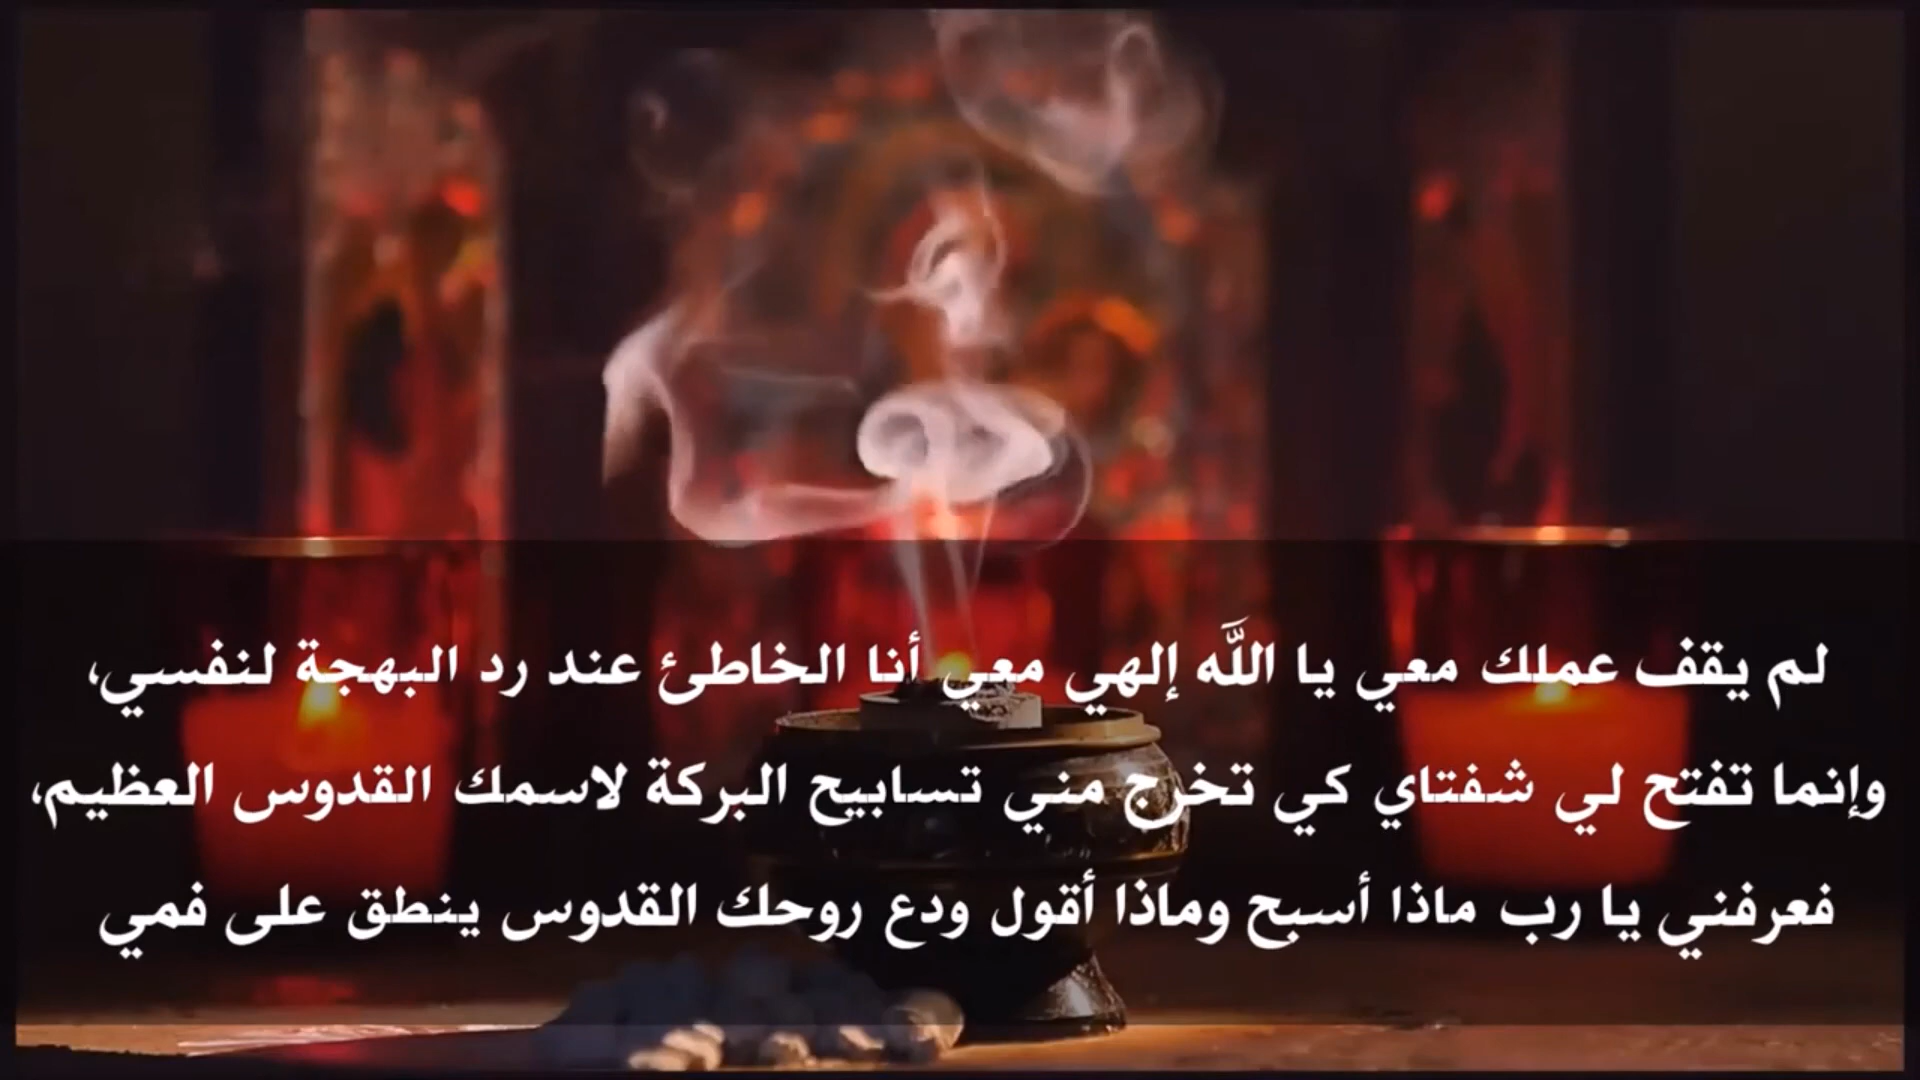 لم يقف عملك معي يا اللَّه إلهي معي أنا الخاطئ عند رد البهجة لنفسي،
وإنما تفتح لي شفتاي كي تخرج مني تسابيح البركة لاسمك القدوس العظيم،
فعرفني يا رب ماذا أسبح وماذا أقول ودع روحك القدوس ينطق على فمي